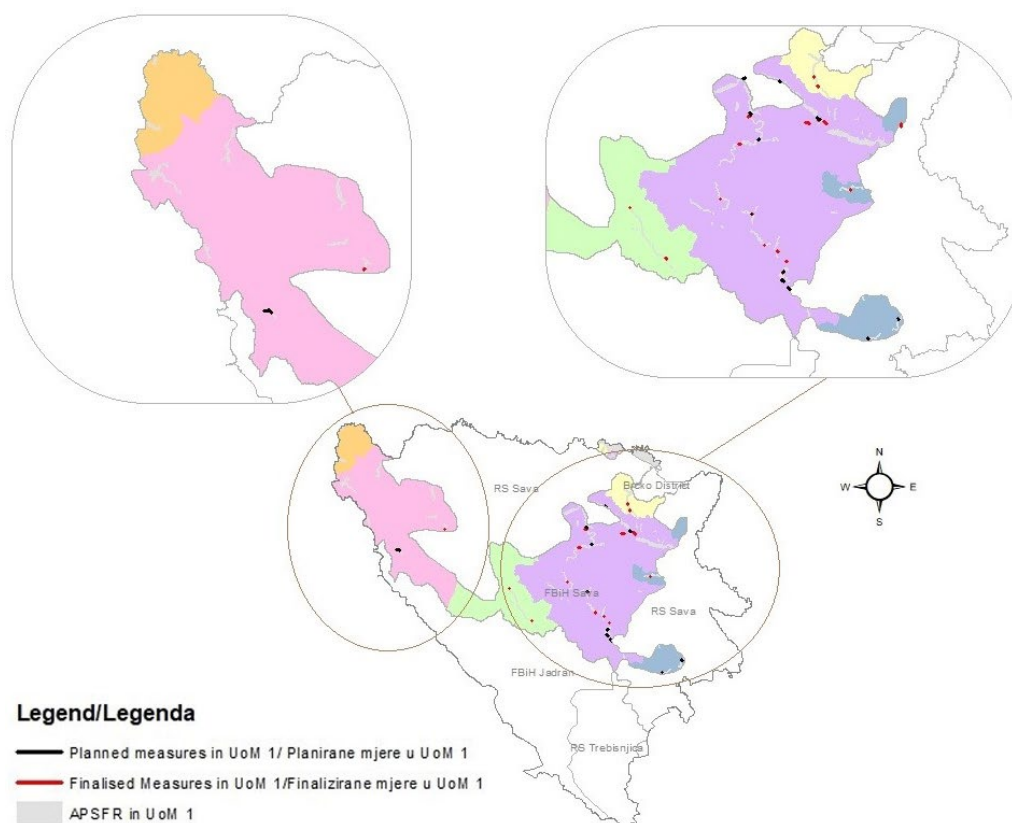 N
W E
S
RS Sava
Brcko District
FBiH Sava
RS Sava
FBiH Jadran
RS Trebisnjica
Legend/Legenda
Planned measures in UoM 1/ Planirane mjere u UoM 1
Finalised Measures in UoM 1/Finalizirane mjere u UoM 1
APSFR in UoM 1